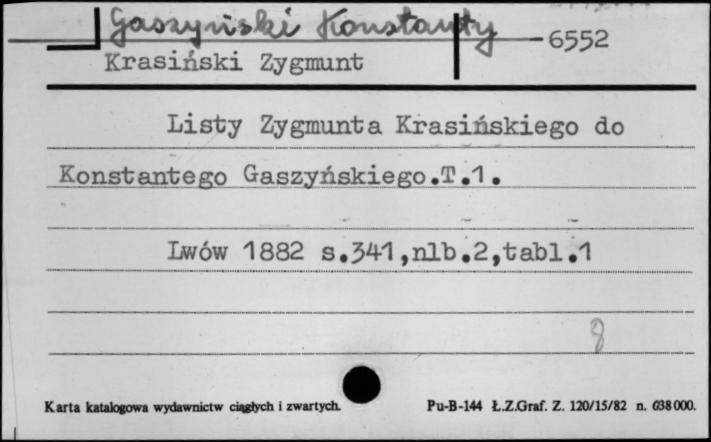 Gaszyński Konstanty
6552
Krasiński Zygmunt
Listy Zygmunta Krasińskiego do
Konstantego Gaszyńskiego.T.1.
Lwów 1882 s.341,nlb.2,tabl.1
Karta katalogowa wydawnictw ciągłych i zwartych. Pu-B-144 Ł.Z.Graf. Z. 120/15/82 n. 638000.